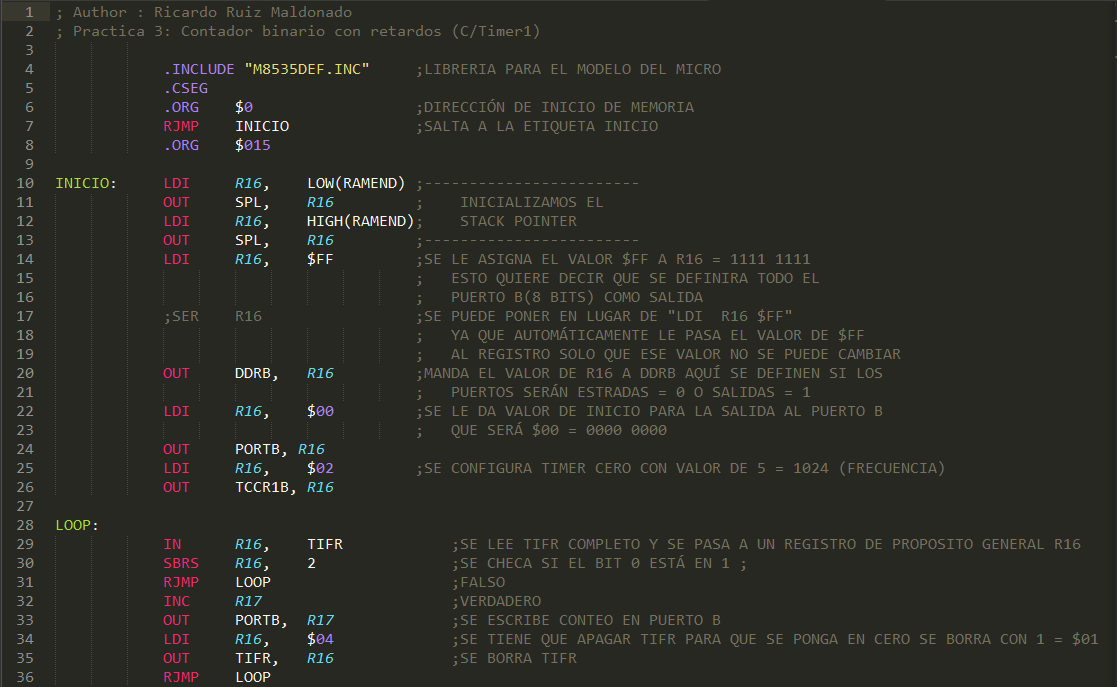 1 ; Author : Ricardo Ruiz Maldonado
2 ; Practica 3: Contador binario con retardos (C/Timer1)
3
4 .INCLUDE "M8535DEF.INC" ;LIBRERIA PARA EL MODELO DEL MICRO
5 .CSEG
6 .ORG $0 ;DIRECCIÓN DE INICIO DE MEMORIA
7 RJMP INICIO ;SALTA A LA ETIQUETA INICIO
8 .ORG $015
9
10 INICIO: LDI R16, LOW(RAMEND) ;------------------------
11 OUT SPL, R16 ; INICIALIZAMOS EL
12 LDI R16, HIGH(RAMEND); STACK POINTER
13 OUT SPL, R16 ;------------------------
14 LDI R16, $FF ;SE LE ASIGNA EL VALOR $FF A R16 = 1111 1111
15 ; ESTO QUIERE DECIR QUE SE DEFINIRA TODO EL
16 ; PUERTO B(8 BITS) COMO SALIDA
17 ;SER R16 ;SE PUEDE PONER EN LUGAR DE "LDI R16 $FF"
18 ; YA QUE AUTOMÁTICAMENTE LE PASA EL VALOR DE $FF
19 ; AL REGISTRO SOLO QUE ESE VALOR NO SE PUEDE CAMBIAR
20 OUT DDRB, R16 ;MANDA EL VALOR DE R16 A DDRB AQUÍ SE DEFINEN SI LOS
21 ; PUERTOS SERÁN ESTRADAS = 0 O SALIDAS = 1
22 LDI R16, $00 ;SE LE DA VALOR DE INICIO PARA LA SALIDA AL PUERTO B
23 ; QUE SERÁ $00 = 0000 0000
24 OUT PORTB, R16
25 LDI R16, $02 ;SE CONFIGURA TIMER CERO CON VALOR DE 5 = 1024 (FRECUENCIA)
26 OUT TCCR1B, R16
27
28 LOOP:
29 IN R16, TIFR ;SE LEE TIFR COMPLETO Y SE PASA A UN REGISTRO DE PROPOSITO GENERAL R16
30 SBRS R16, 2 ;SE CHECA SI EL BIT 0 ESTÁ EN 1 ;
31 RJMP LOOP ;FALSO
32 INC R17 ;VERDADERO
33 OUT PORTB, R17 ;SE ESCRIBE CONTEO EN PUERTO B
34 LDI R16, $04 ;SE TIENE QUE APAGAR TIFR PARA QUE SE PONGA EN CERO SE BORRA CON 1 = $01
35 OUT TIFR, R16 ;SE BORRA TIFR
36 RJMP LOOP